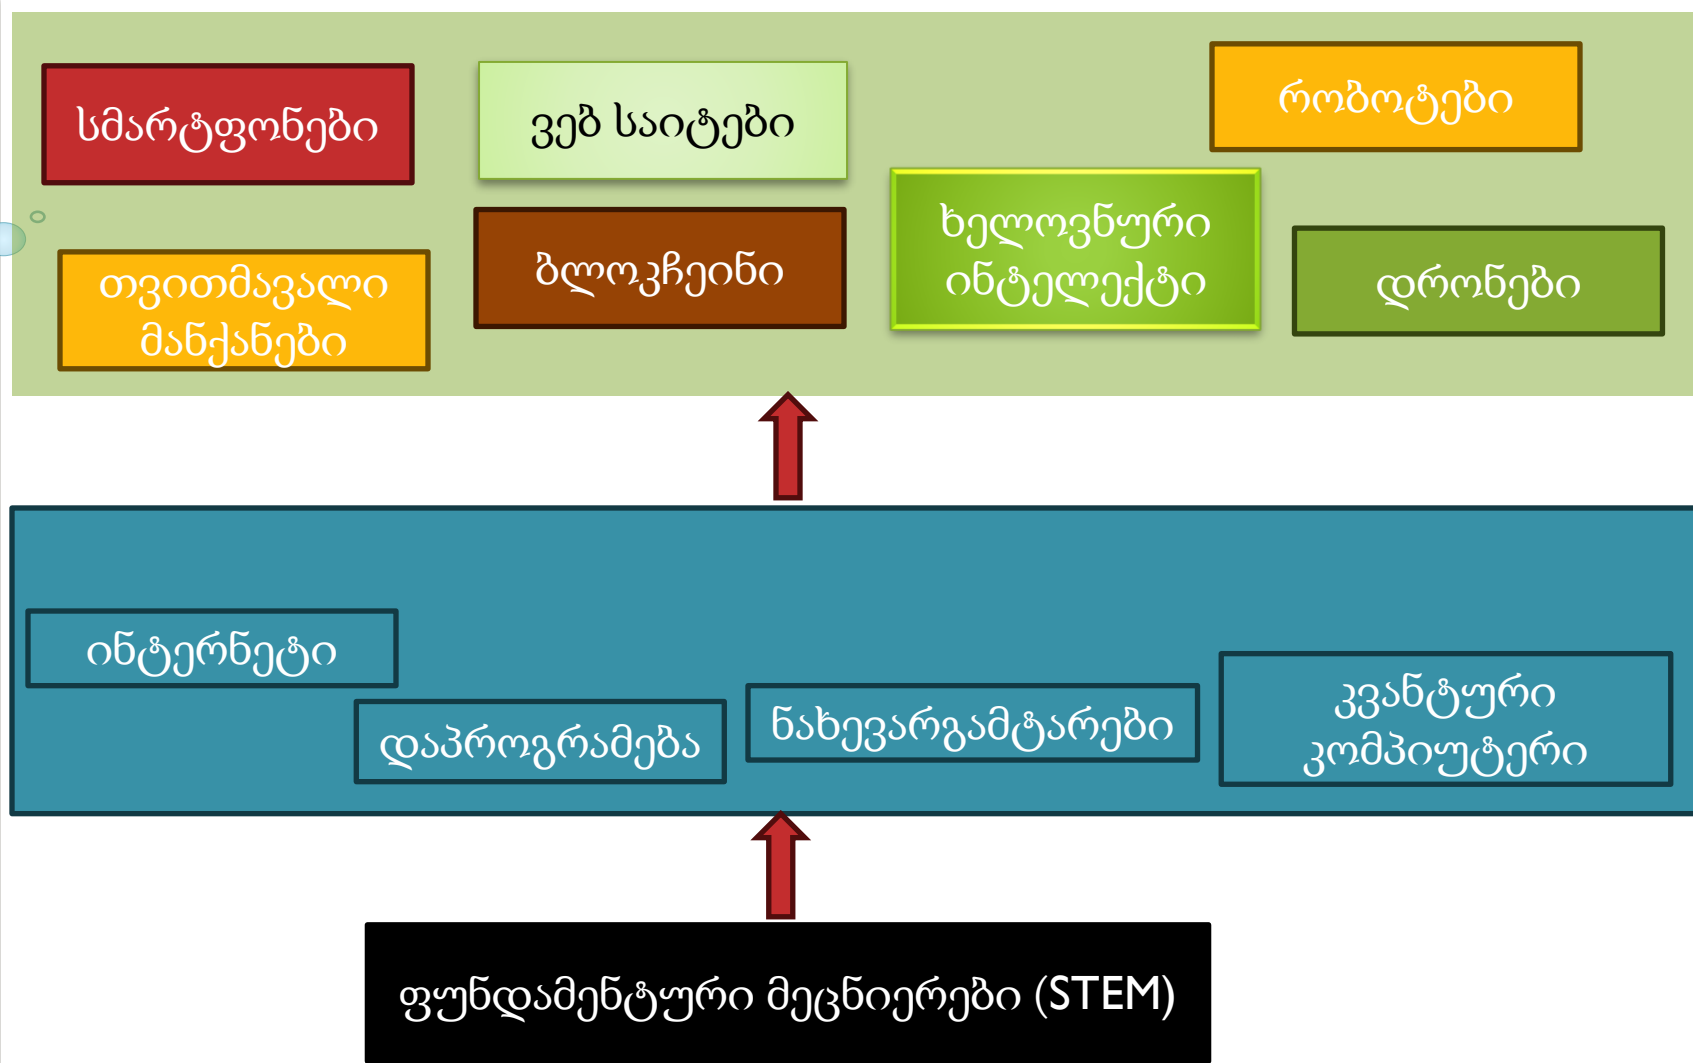 სმარტფონები
ვებ საიტები
რობოტები
თვითმავალი
მანქანები
ბლოკჩეინი
ხელოვნური
ინტელექტი
დრონები
ინტერნეტი
დაპროგრამება
ნახევარგამტარები
კვანტური
კომპიუტერი
ფუნდამენტური მეცნიერები (STEM)